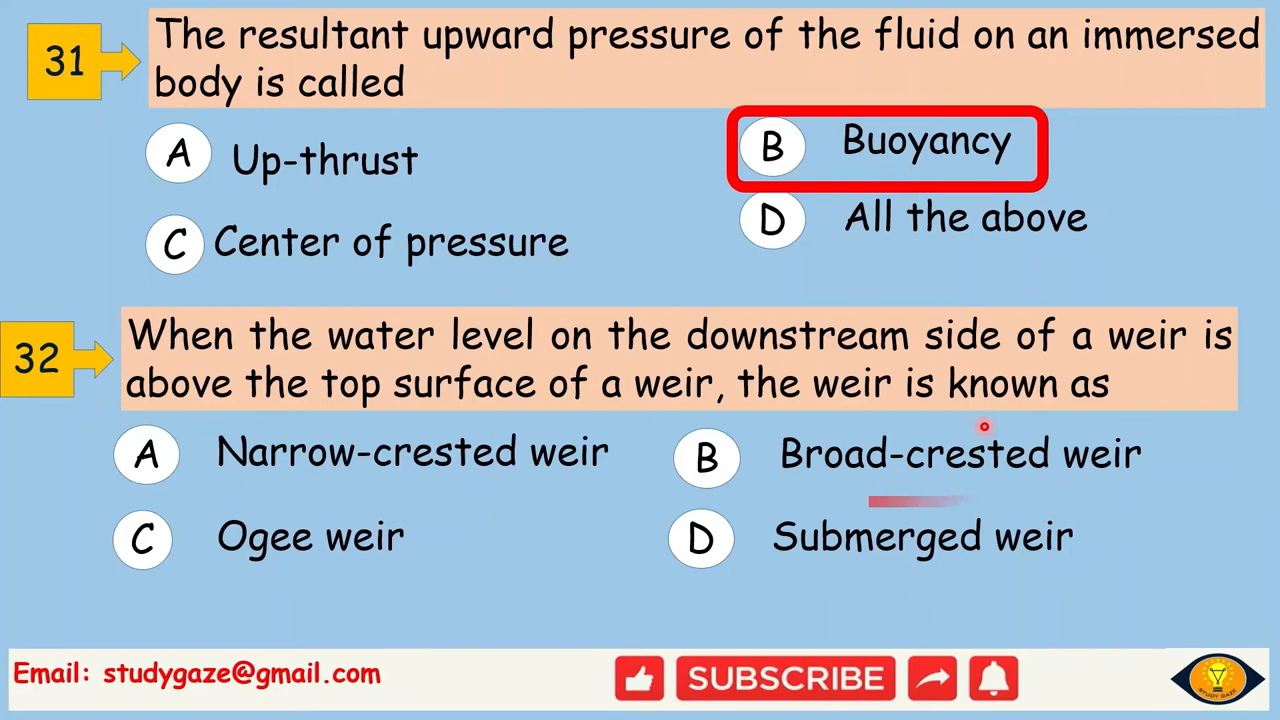 31
The resultant upward pressure of the fluid on an immersed
body is called
A Up-thrust
B Buoyancy
C Center of pressure
D All the above
32
When the water level on the downstream side of a weir is
above the top surface of a weir, the weir is known as
A Narrow-crested weir
B Broad-crested weir
C Ogee weir
D Submerged weir
Email: studygaze@gmail.com
SUBSCRIBE
STUDY GAZE